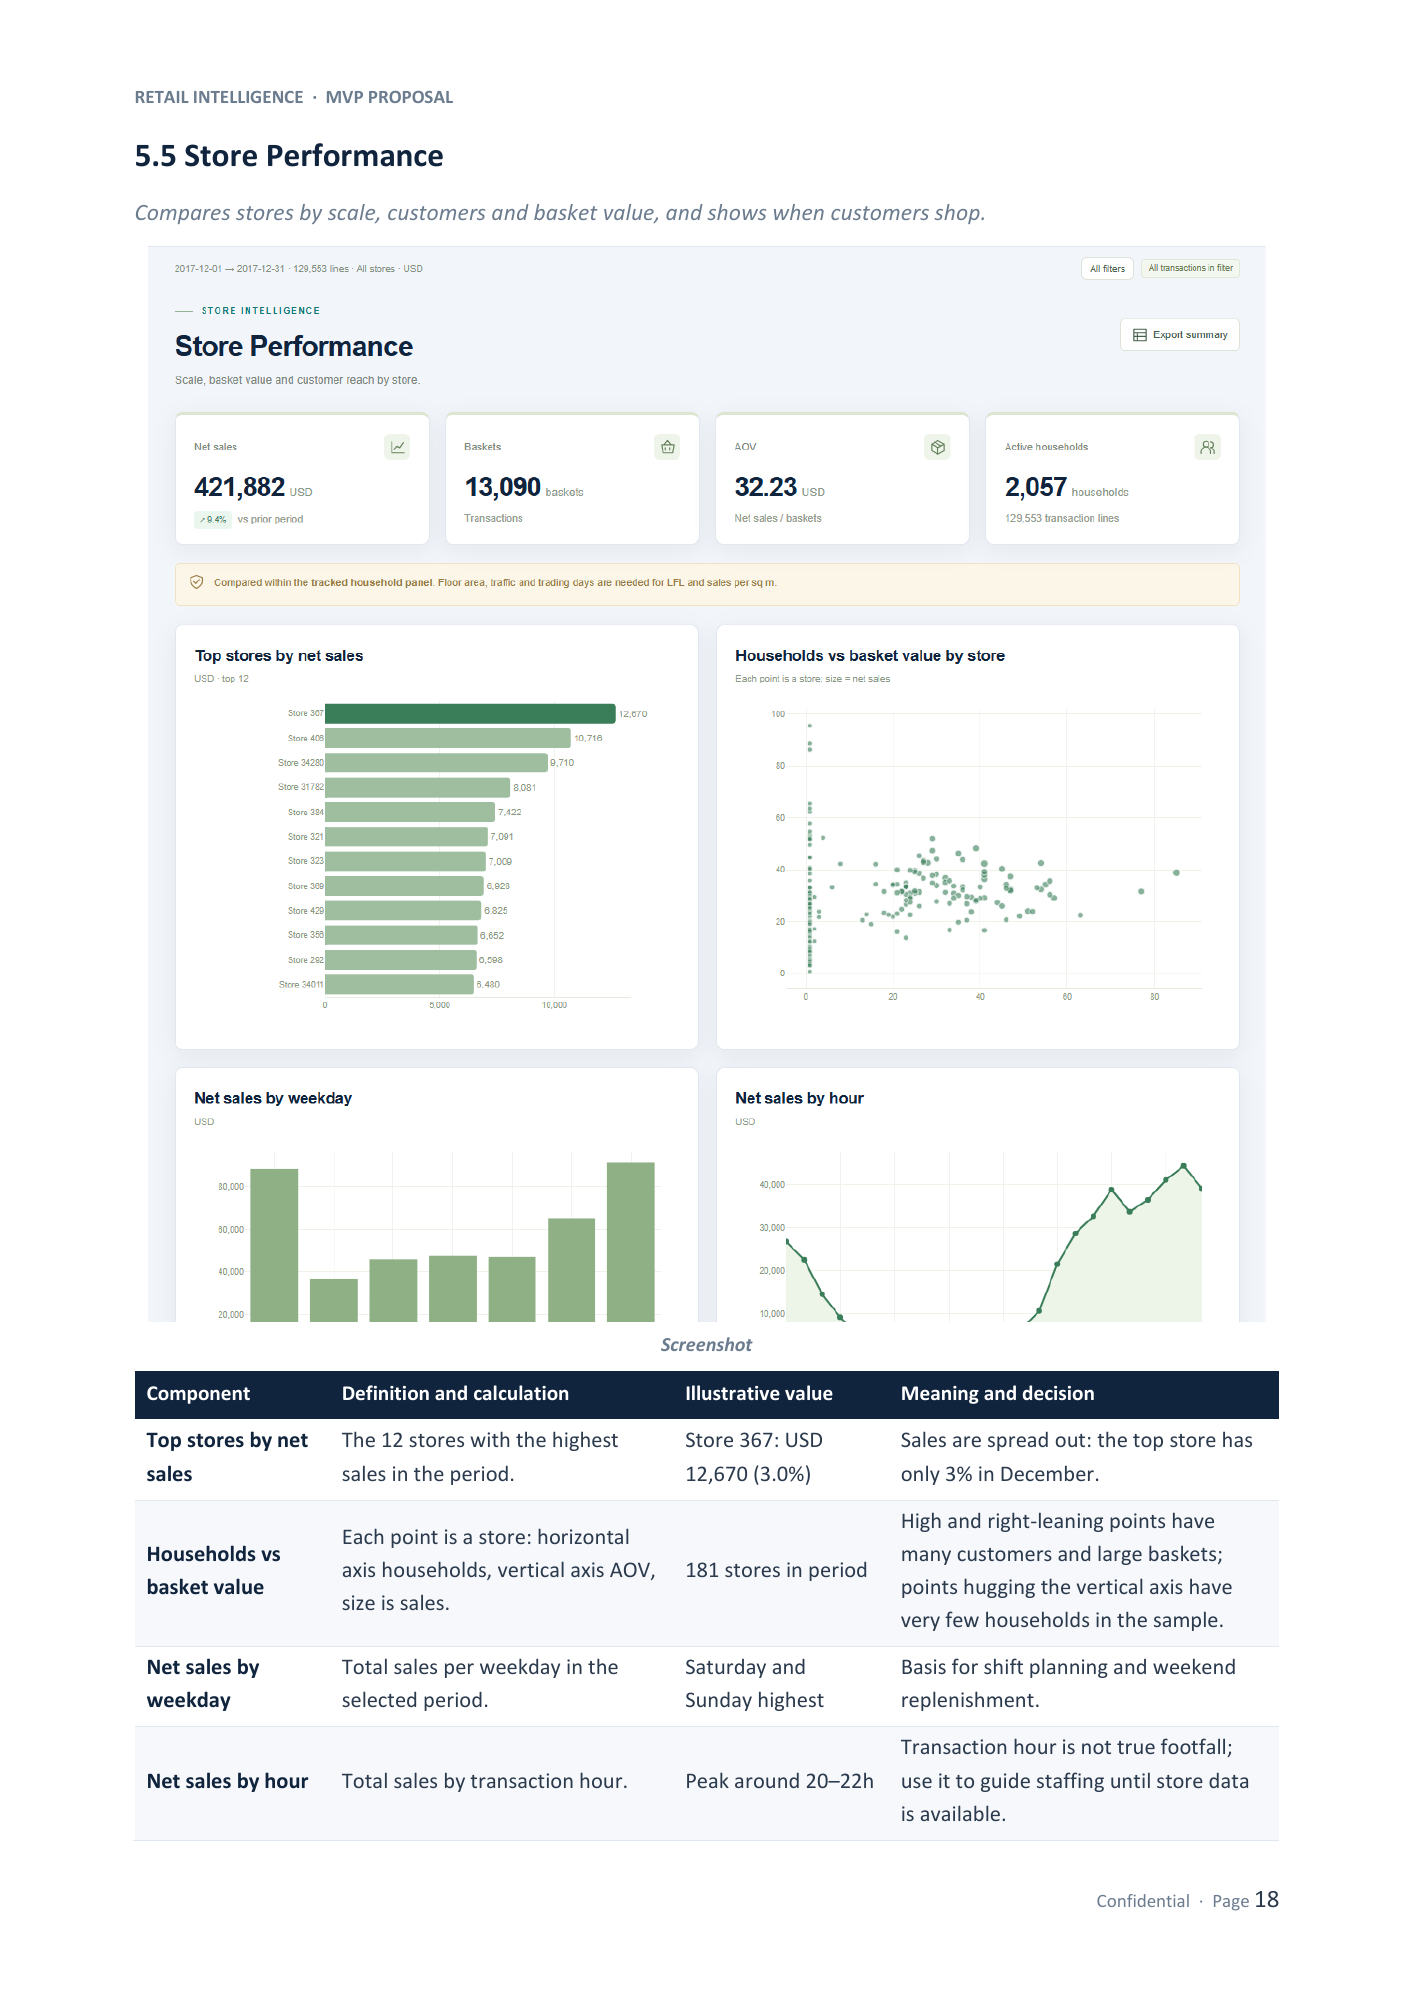 RETAIL INTELLIGENCE · MVP PROPOSAL
5.5 Store Performance
Compares stores by scale, customers and basket value, and shows when customers shop.
2017-12-01 → 2017-12-31 · 129,553 lines · All stores · USD
All filters
All transactions in filter
STORE INTELLIGENCE
Store Performance
Export summary
Scale, basket value and customer reach by store.
Net sales
421,882 USD
↗ 9.4% vs prior period
Baskets
13,090 baskets
Transactions
AOV
32.23 USD
Net sales / baskets
Active households
2,057 households
129,553 transaction lines
Compared within the tracked household panel. Floor area, traffic and trading days are needed for LFL and sales per sq m.
Top stores by net sales
USD · top 12
Store 367 12,670
Store 406 10,716
Store 34280 9,710
Store 31782 8,081
Store 384 7,422
Store 321 7,091
Store 323 7,009
Store 369 6,926
Store 429 6,825
Store 356 6,652
Store 292 6,598
Store 34011 6,480
0 5,000 10,000
Households vs basket value by store
Each point is a store; size = net sales
100
80
60
40
20
0
0 20 40 60 80
Net sales by weekday
USD
80,000
60,000
40,000
20,000
Net sales by hour
USD
40,000
30,000
20,000
10,000
Screenshot
Component Definition and calculation Illustrative value Meaning and decision
Top stores by net
sales
The 12 stores with the highest
sales in the period.
Store 367: USD
12,670 (3.0%)
Sales are spread out: the top store has
only 3% in December.
Households vs
basket value
Each point is a store: horizontal
axis households, vertical axis AOV,
size is sales.
181 stores in period
High and right-leaning points have
many customers and large baskets;
points hugging the vertical axis have
very few households in the sample.
Net sales by
weekday
Total sales per weekday in the
selected period.
Saturday and
Sunday highest
Basis for shift planning and weekend
replenishment.
Net sales by hour
Total sales by transaction hour.
Peak around 20–22h
Transaction hour is not true footfall;
use it to guide staffing until store data
is available.
Confidential · Page 18